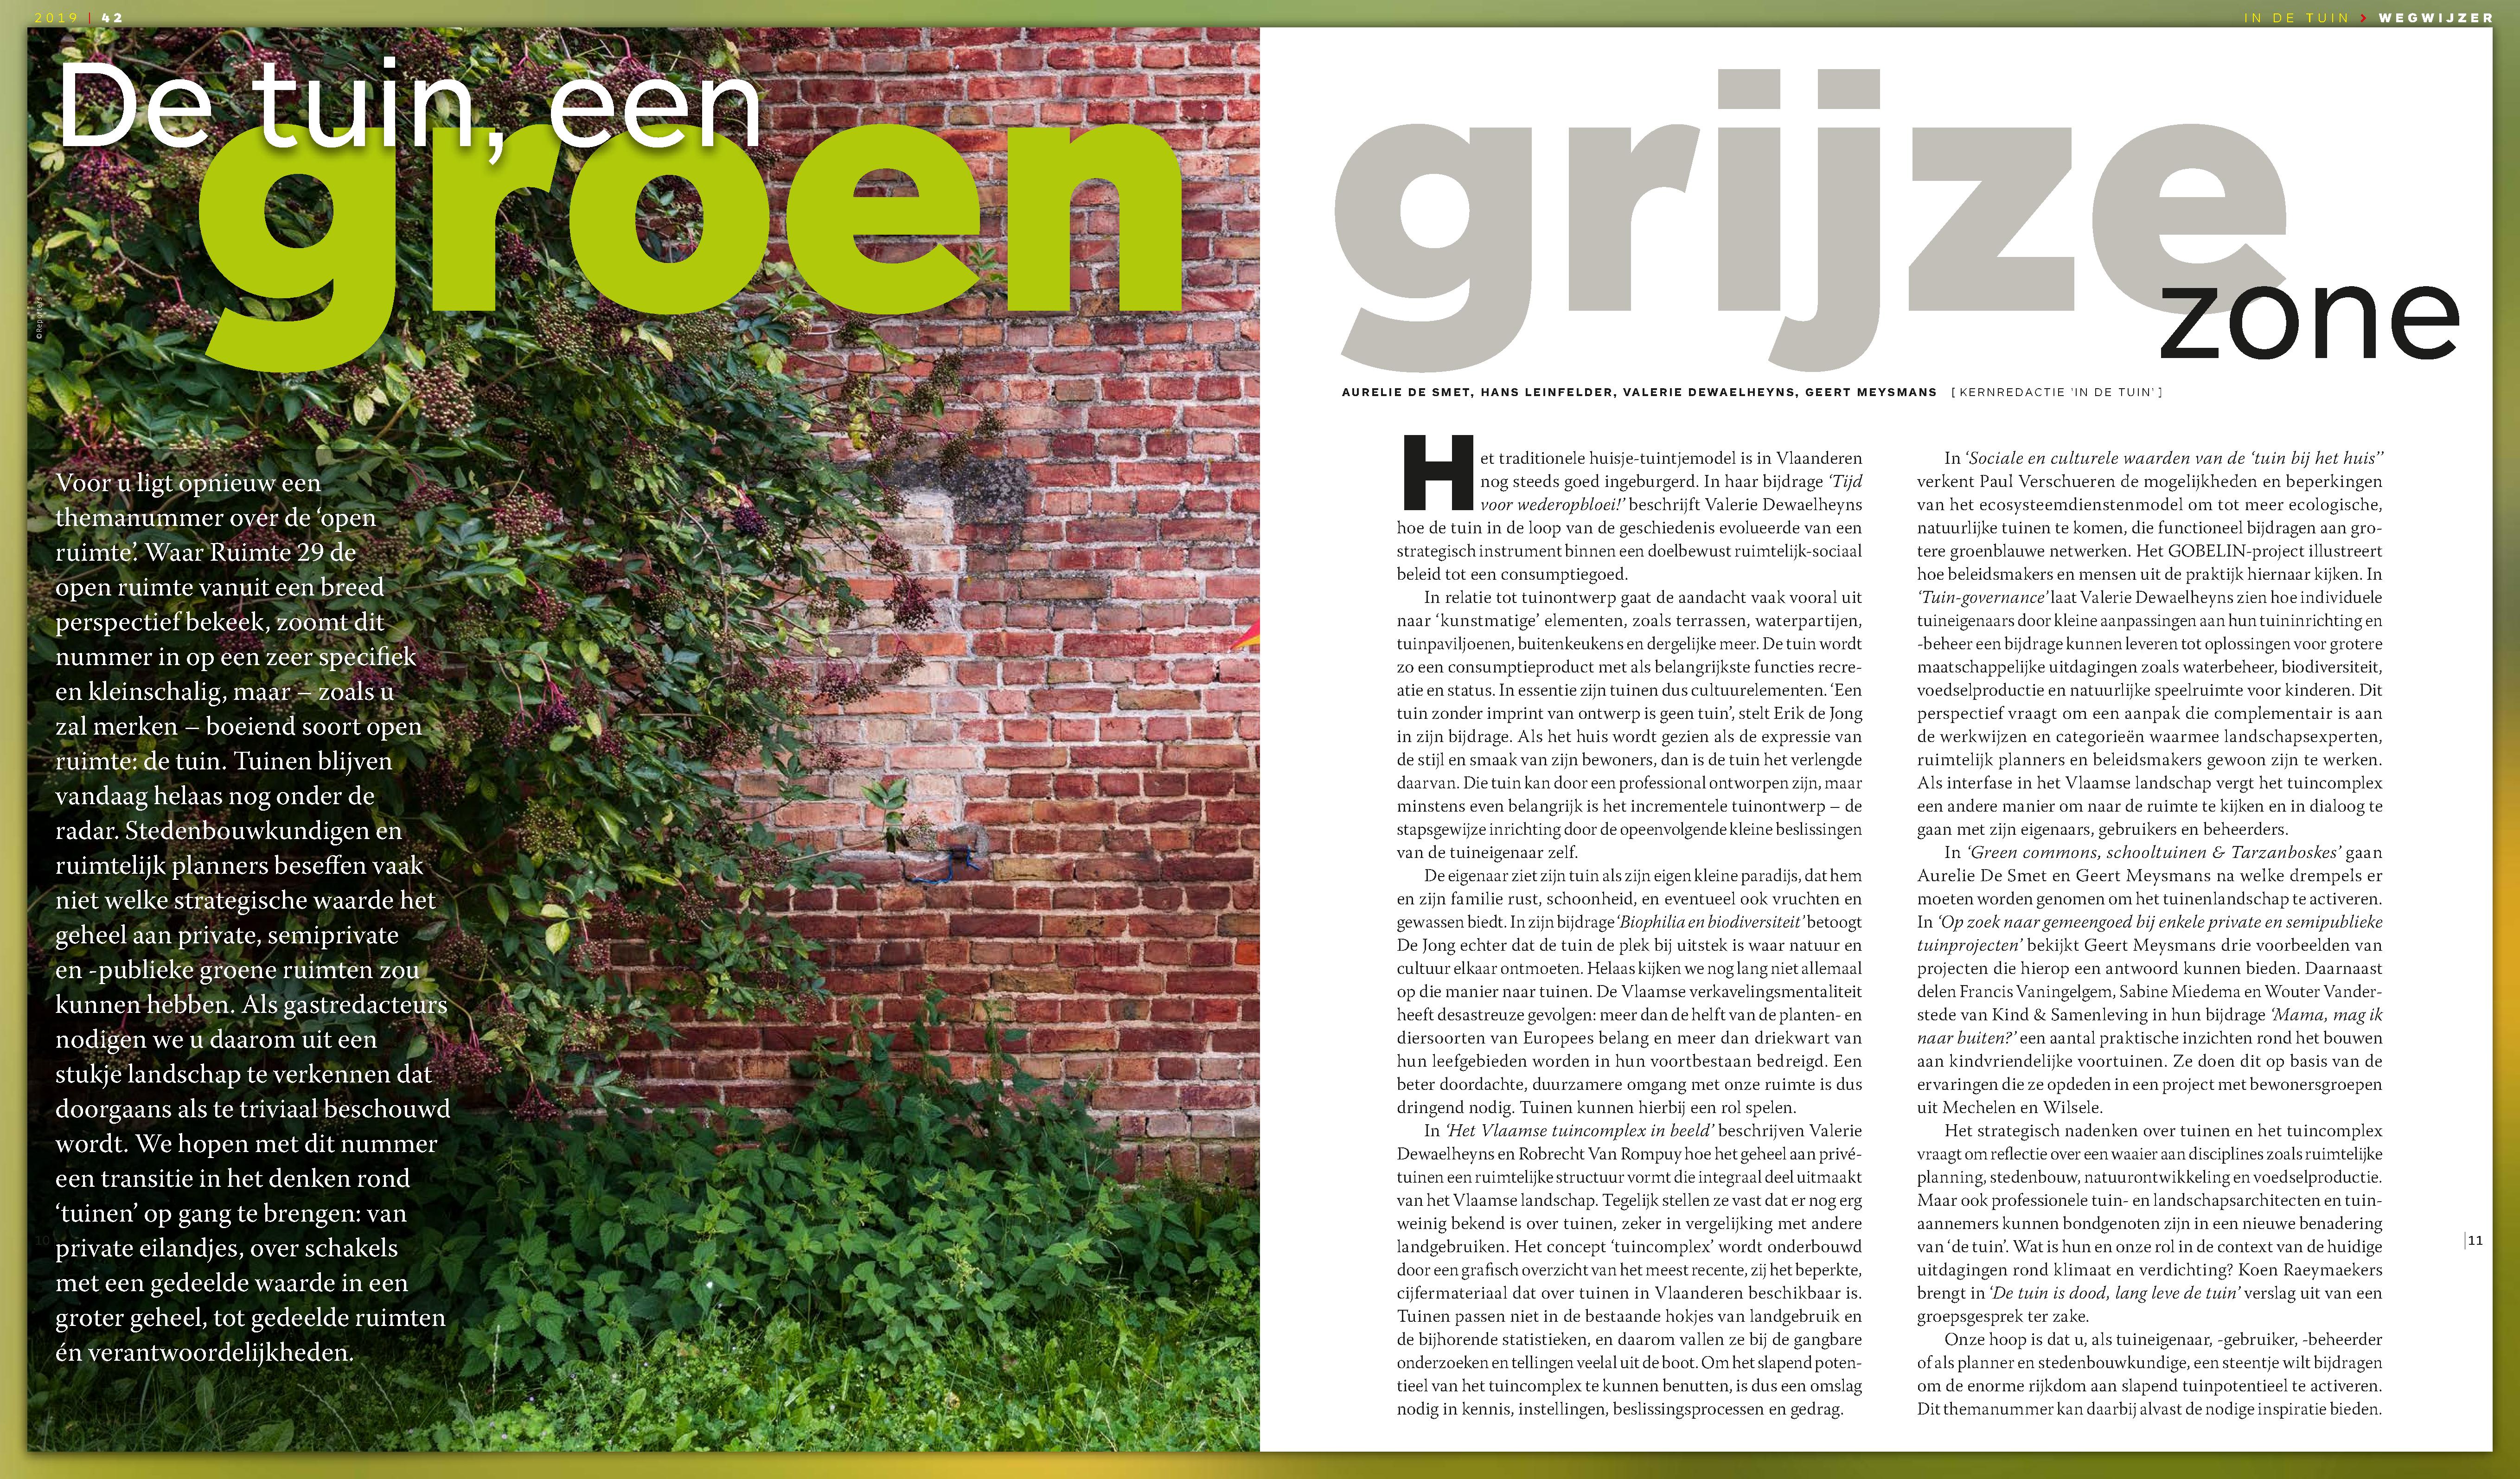 2019 | 42
IN DE TUIN > WEGWIJZER
De tuin, een
groen
grijze
zone
AURELIE DE SMET, HANS LEINFELDER, VALERIE DEWAELHEYNS, GEERT MEYSMANS [ KERNREDACTIE 'IN DE TUIN' ]
Voor u ligt opnieuw een
themanummer over de ‘open
ruimte’. Waar Ruimte 29 de
open ruimte vanuit een breed
perspectief bekeek, zoomt dit
nummer in op een zeer specifiek
en kleinschalig, maar – zoals u
zal merken – boeiend soort open
ruimte: de tuin. Tuinen blijven
vandaag helaas nog onder de
radar. Stedenbouwkundigen en
ruimtelijk planners beseffen vaak
niet welke strategische waarde het
geheel aan private, semiprivate
en -publieke groene ruimten zou
kunnen hebben. Als gastredacteurs
nodigen we u daarom uit een
stukje landschap te verkennen dat
doorgaans als te triviaal beschouwd
wordt. We hopen met dit nummer
een transitie in het denken rond
‘tuinen’ op gang te brengen: van
private eilandjes, over schakels
met een gedeelde waarde in een
groter geheel, tot gedeelde ruimten
én verantwoordelijkheden.
10
Het traditionele huisje-tuintjemodel is in Vlaanderen
nog steeds goed ingeburgerd. In haar bijdrage ‘Tijd
voor wederopbloei!’ beschrijft Valerie Dewaelheyns
hoe de tuin in de loop van de geschiedenis evolueerde van een
strategisch instrument binnen een doelbewust ruimtelijk-sociaal
beleid tot een consumptiegoed.
In relatie tot tuinontwerp gaat de aandacht vaak vooral uit
naar ‘kunstmatige’ elementen, zoals terrassen, waterpartijen,
tuinpaviljoenen, buitenkeukens en dergelijke meer. De tuin wordt
zo een consumptieproduct met als belangrijkste functies recre-
atie en status. In essentie zijn tuinen dus cultuurelementen. ‘Een
tuin zonder imprint van ontwerp is geen tuin’, stelt Erik de Jong
in zijn bijdrage. Als het huis wordt gezien als de expressie van
de stijl en smaak van zijn bewoners, dan is de tuin het verlengde
daarvan. Die tuin kan door een professional ontworpen zijn, maar
minstens even belangrijk is het incrementele tuinontwerp – de
stapsgewijze inrichting door de opeenvolgende kleine beslissingen
van de tuineigenaar zelf.
De eigenaar ziet zijn tuin als zijn eigen kleine paradijs, dat hem
en zijn familie rust, schoonheid, en eventueel ook vruchten en
gewassen biedt. In zijn bijdrage ‘Biophilia en biodiversiteit’ betoogt
De Jong echter dat de tuin de plek bij uitstek is waar natuur en
cultuur elkaar ontmoeten. Helaas kijken we nog lang niet allemaal
op die manier naar tuinen. De Vlaamse verkavelingsmentaliteit
heeft desastreuze gevolgen: meer dan de helft van de planten- en
diersoorten van Europees belang en meer dan driekwart van
hun leefgebieden worden in hun voortbestaan bedreigd. Een
beter doordachte, duurzamere omgang met onze ruimte is dus
dringend nodig. Tuinen kunnen hierbij een rol spelen.
In ‘Het Vlaamse tuincomplex in beeld’ beschrijven Valerie
Dewaelheyns en Robrecht Van Rompuy hoe het geheel aan privé-
tuinen een ruimtelijke structuur vormt die integraal deel uitmaakt
van het Vlaamse landschap. Tegelijk stellen ze vast dat er nog erg
weinig bekend is over tuinen, zeker in vergelijking met andere
landgebruiken. Het concept ‘tuincomplex’ wordt onderbouwd
door een grafisch overzicht van het meest recente, zij het beperkte,
cijfermateriaal dat over tuinen in Vlaanderen beschikbaar is.
Tuinen passen niet in de bestaande hokjes van landgebruik en
de bijhorende statistieken, en daarom vallen ze bij de gangbare
onderzoeken en tellingen veelal uit de boot. Om het slapend poten-
tieel van het tuincomplex te kunnen benutten, is dus een omslag
nodig in kennis, instellingen, beslissingsprocessen en gedrag.
In ‘Sociale en culturele waarden van de ‘tuin bij het huis’’
verkent Paul Verschueren de mogelijkheden en beperkingen
van het ecosysteemdienstenmodel om tot meer ecologische,
natuurlijke tuinen te komen, die functioneel bijdragen aan gro-
tere groenblauwe netwerken. Het GOBELIN-project illustreert
hoe beleidsmakers en mensen uit de praktijk hiernaar kijken. In
‘Tuin-governance’ laat Valerie Dewaelheyns zien hoe individuele
tuineigenaars door kleine aanpassingen aan hun tuininrichting en
-beheer een bijdrage kunnen leveren tot oplossingen voor grotere
maatschappelijke uitdagingen zoals waterbeheer, biodiversiteit,
voedselproductie en natuurlijke speelruimte voor kinderen. Dit
perspectief vraagt om een aanpak die complementair is aan
de werkwijzen en categorieën waarmee landschapsexperten,
ruimtelijk planners en beleidsmakers gewoon zijn te werken.
Als interfase in het Vlaamse landschap vergt het tuincomplex
een andere manier om naar de ruimte te kijken en in dialoog te
gaan met zijn eigenaars, gebruikers en beheerders.
In ‘Green commons, schooltuinen & Tarzanboskes’ gaan
Aurelie De Smet en Geert Meysmans na welke drempels er
moeten worden genomen om het tuinenlandschap te activeren.
In ‘Op zoek naar gemeengoed bij enkele private en semipublieke
tuinprojecten’ bekijkt Geert Meysmans drie voorbeelden van
projecten die hierop een antwoord kunnen bieden. Daarnaast
delen Francis Vaningelgem, Sabine Miedema en Wouter Vander-
stede van Kind & Samenleving in hun bijdrage ‘Mama, mag ik
naar buiten?’ een aantal praktische inzichten rond het bouwen
aan kindvriendelijke voortuinen. Ze doen dit op basis van de
ervaringen die ze opdeden in een project met bewonersgroepen
uit Mechelen en Wilsele.
Het strategisch nadenken over tuinen en het tuincomplex
vraagt om reflectie over een waaier aan disciplines zoals ruimtelijke
planning, stedenbouw, natuurontwikkeling en voedselproductie.
Maar ook professionele tuin- en landschapsarchitecten en tuin-
aannemers kunnen bondgenoten zijn in een nieuwe benadering
van ‘de tuin’. Wat is hun en onze rol in de context van de huidige
uitdagingen rond klimaat en verdichting? Koen Raeymaekers
brengt in ‘De tuin is dood, lang leve de tuin’ verslag uit van een
groepsgesprek ter zake.
Onze hoop is dat u, als tuineigenaar, -gebruiker, -beheerder
of als planner en stedenbouwkundige, een steentje wilt bijdragen
om de enorme rijkdom aan slapend tuinpotentieel te activeren.
Dit themanummer kan daarbij alvast de nodige inspiratie bieden.
|11